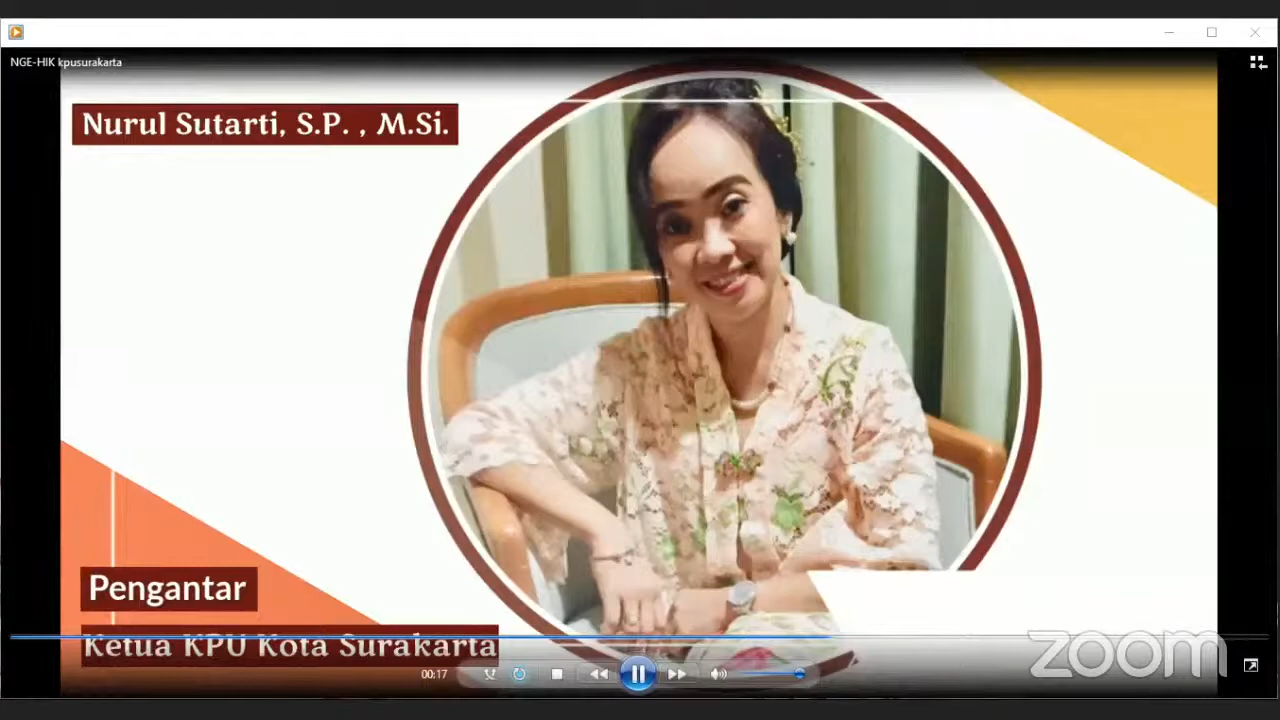 NGE-HIK kpusurakarta
Nurul Sutarti, S.P. , M.Si.
Pengantar
Ketua KPU Kota Surakarta
00:17
zoom